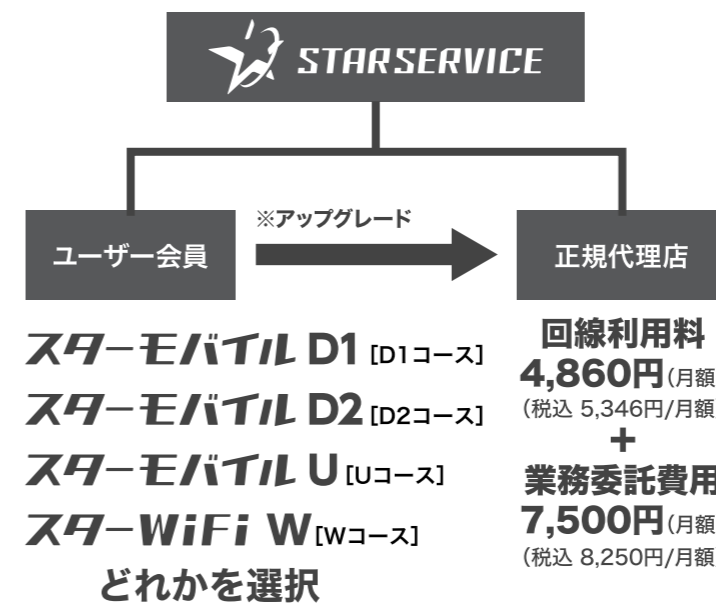 STARSERVICE
ユーザー会員
※アップグレード
正規代理店
スターモバイル D1 [D1コース]
スターモバイル D2 [D2コース]
スターモバイル U [Uコース]
スターWiFi W [Wコース]
どれかを選択
回線利用料
4,860円(月額
(税込 5,346円/月額
+
業務委託費用
7,500円(月額
(税込 8,250円/月額